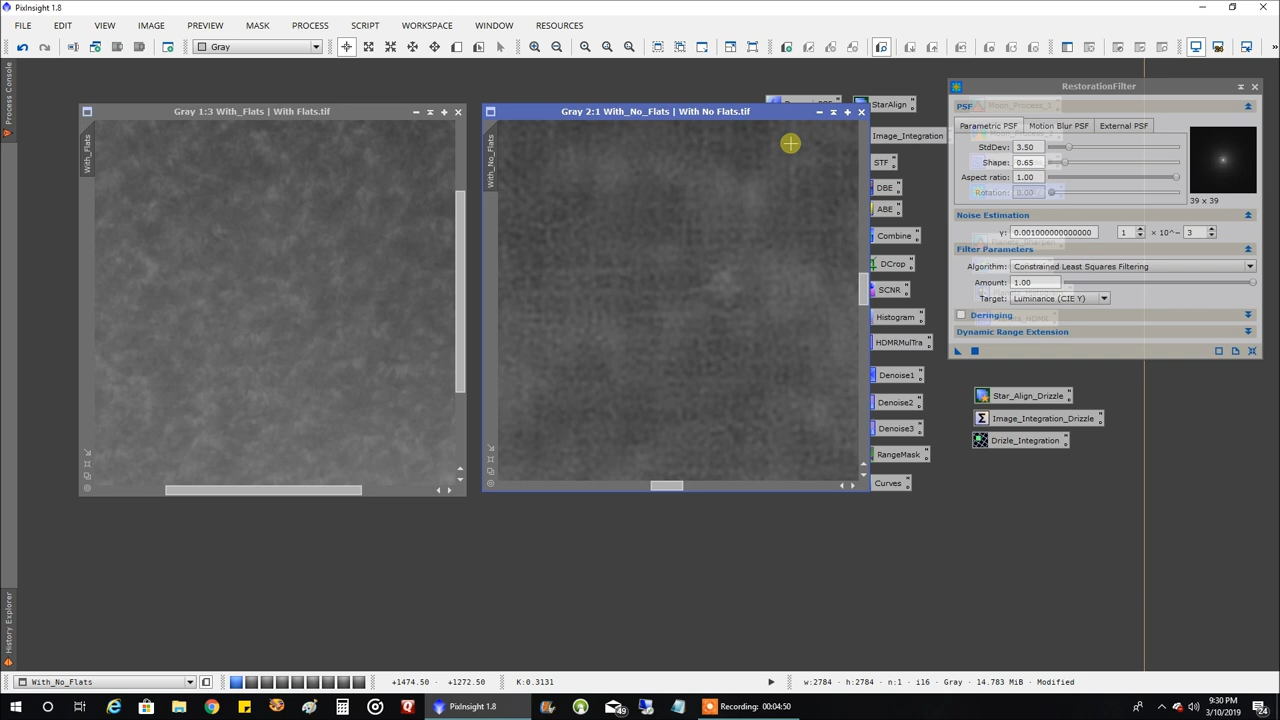 PixInsight 1.8
FILE EDIT VIEW IMAGE PREVIEW MASK PROCESS SCRIPT WORKSPACE WINDOW RESOURCES
Gray
Process Console
RestorationFilter
StarAlign
Gray 1:3 With_Flats | With Flats.tif
Gray 2:1 With_No_Flats | With No Flats.tif
With_Flats
With_No_Flats
Image_Integration
STF
DBE
ABE
Combine
DCrop
SCNR
Histogram
HDMRMulTra
Denoise1
Denoise2
Denoise3
RangeMask
Curves
PSF
Parametric PSF Motion Blur PSF External PSF
StdDev: 3.50
Shape: 0.65
Aspect ratio: 1.00
Rotation: 0.00
39 x 39
Noise Estimation
γ: 0.001000000000000 1 × 10^− 3
Filter Parameters
Algorithm: Constrained Least Squares Filtering
Amount: 1.00
Target: Luminance (CIE Y)
Deringing
Dynamic Range Extension
Star_Align_Drizzle
Image_Integration_Drizzle
Drizle_Integration
History Explorer
With_No_Flats +1474.50 +1272.50 K:0.3131 w:2784 · h:2784 · n:1 · i16 · Gray · 14.783 MiB · Modified
PixInsight 1.8
49
Recording: 00:04:50
9:30 PM
3/10/2019
24